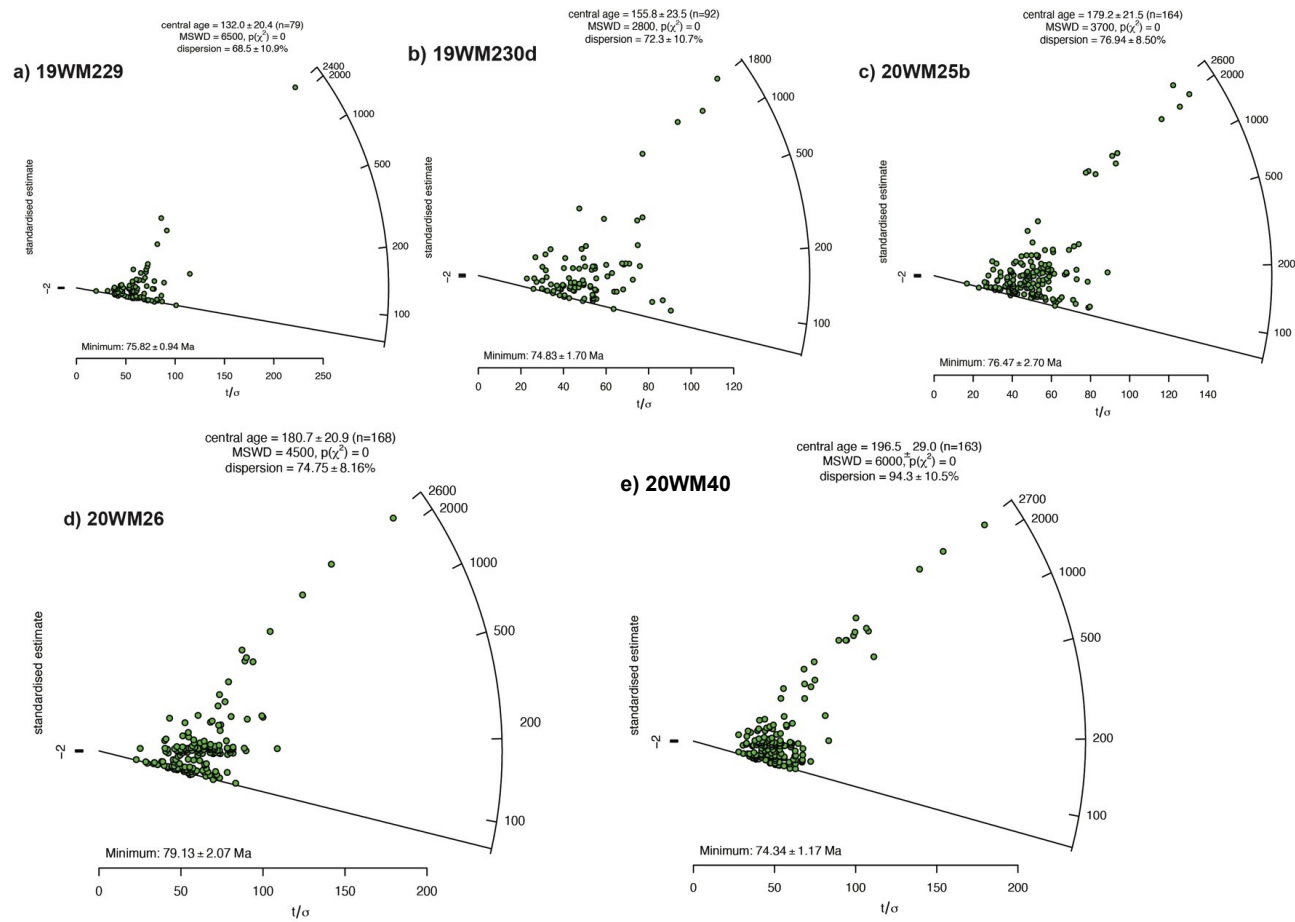 central age = 132.0 ± 20.4 (n=79)
MSWD = 6500, p(χ²) = 0
dispersion = 68.5 ± 10.9%
a) 19WM229
2400
2000
1000
500
200
100
standardised estimate
−2
Minimum: 75.82 ± 0.94 Ma
0 50 100 150 200 250
t/σ
central age = 155.8 ± 23.5 (n=92)
MSWD = 2800, p(χ²) = 0
dispersion = 72.3 ± 10.7%
b) 19WM230d
1800
1000
500
200
100
standardised estimate
−2
Minimum: 74.83 ± 1.70 Ma
0 20 40 60 80 100 120
t/σ
central age = 179.2 ± 21.5 (n=164)
MSWD = 3700, p(χ²) = 0
dispersion = 76.94 ± 8.50%
c) 20WM25b
2600
2000
1000
500
200
100
standardised estimate
−2
Minimum: 76.47 ± 2.70 Ma
0 20 40 60 80 100 120 140
t/σ
central age = 180.7 ± 20.9 (n=168)
MSWD = 4500, p(χ²) = 0
dispersion = 74.75 ± 8.16%
d) 20WM26
2600
2000
1000
500
200
100
standardised estimate
−2
Minimum: 79.13 ± 2.07 Ma
0 50 100 150 200
t/σ
central age = 196.5 ± 29.0 (n=163)
MSWD = 6000, p(χ²) = 0
dispersion = 94.3 ± 10.5%
e) 20WM40
2700
2000
1000
500
200
100
standardised estimate
−2
Minimum: 74.34 ± 1.17 Ma
0 50 100 150 200
t/σ